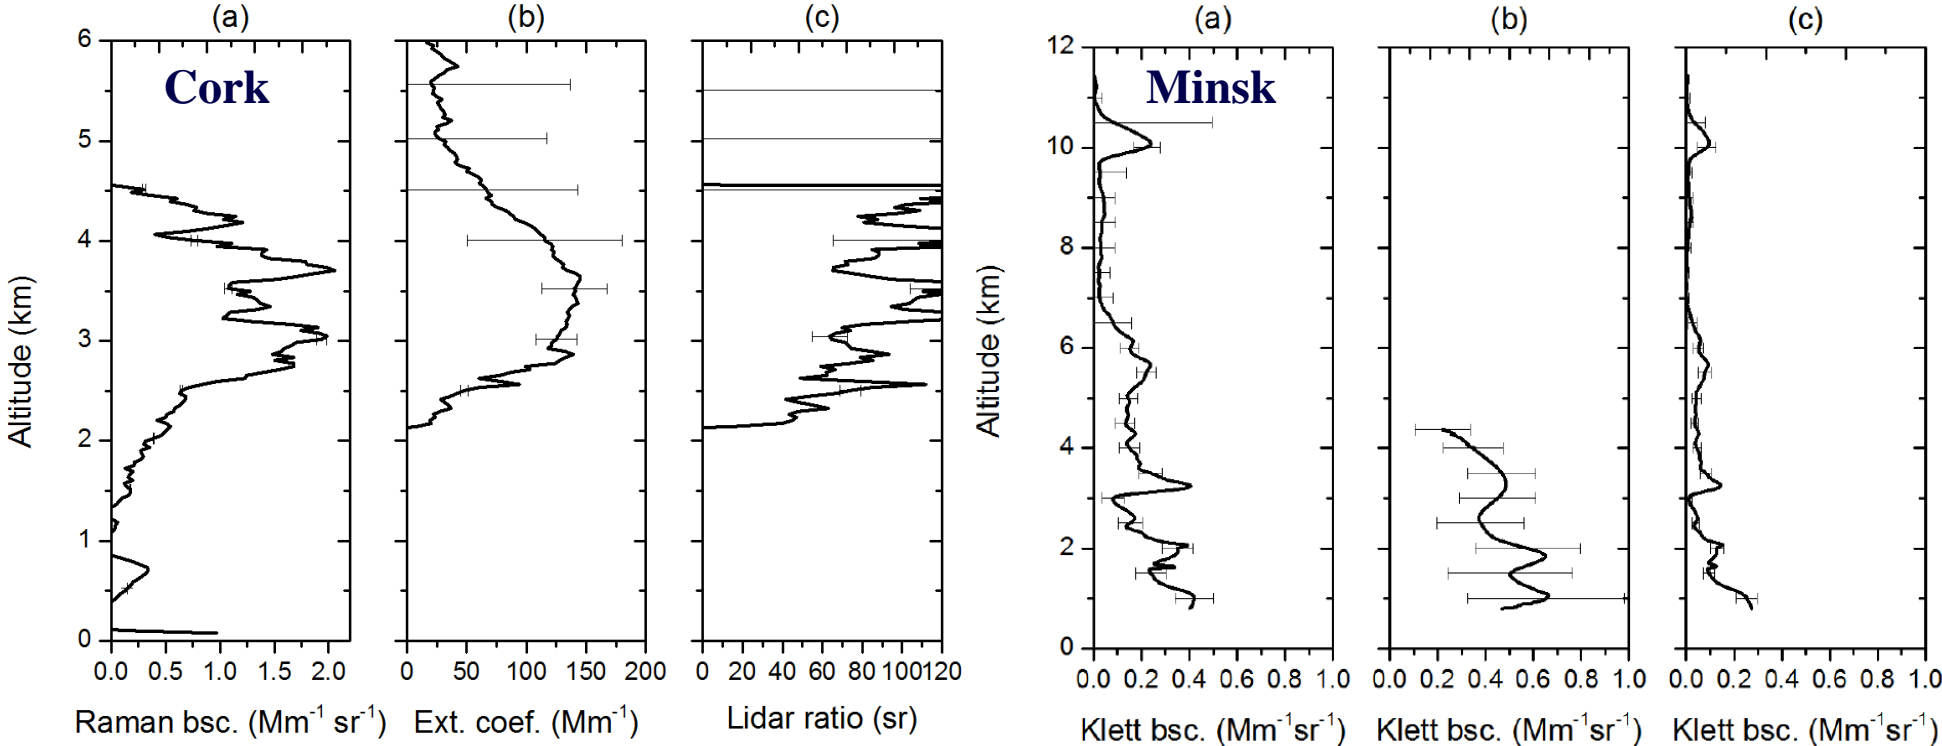 (a) (b) (c) (a) (b) (c)
Cork Minsk
6
5
4
3
2
1
0
Altitude (km)
0.0 0.5 1.0 1.5 2.0
Raman bsc. (Mm⁻¹ sr⁻¹)
0 50 100 150 200
Ext. coef. (Mm⁻¹)
0 20 40 60 80 100120
Lidar ratio (sr)
12
10
8
6
4
2
0
Altitude (km)
0.0 0.2 0.4 0.6 0.8 1.0
Klett bsc. (Mm⁻¹sr⁻¹)
0.0 0.2 0.4 0.6 0.8 1.0
Klett bsc. (Mm⁻¹sr⁻¹)
0.0 0.2 0.4 0.6 0.8 1.0
Klett bsc. (Mm⁻¹sr⁻¹)